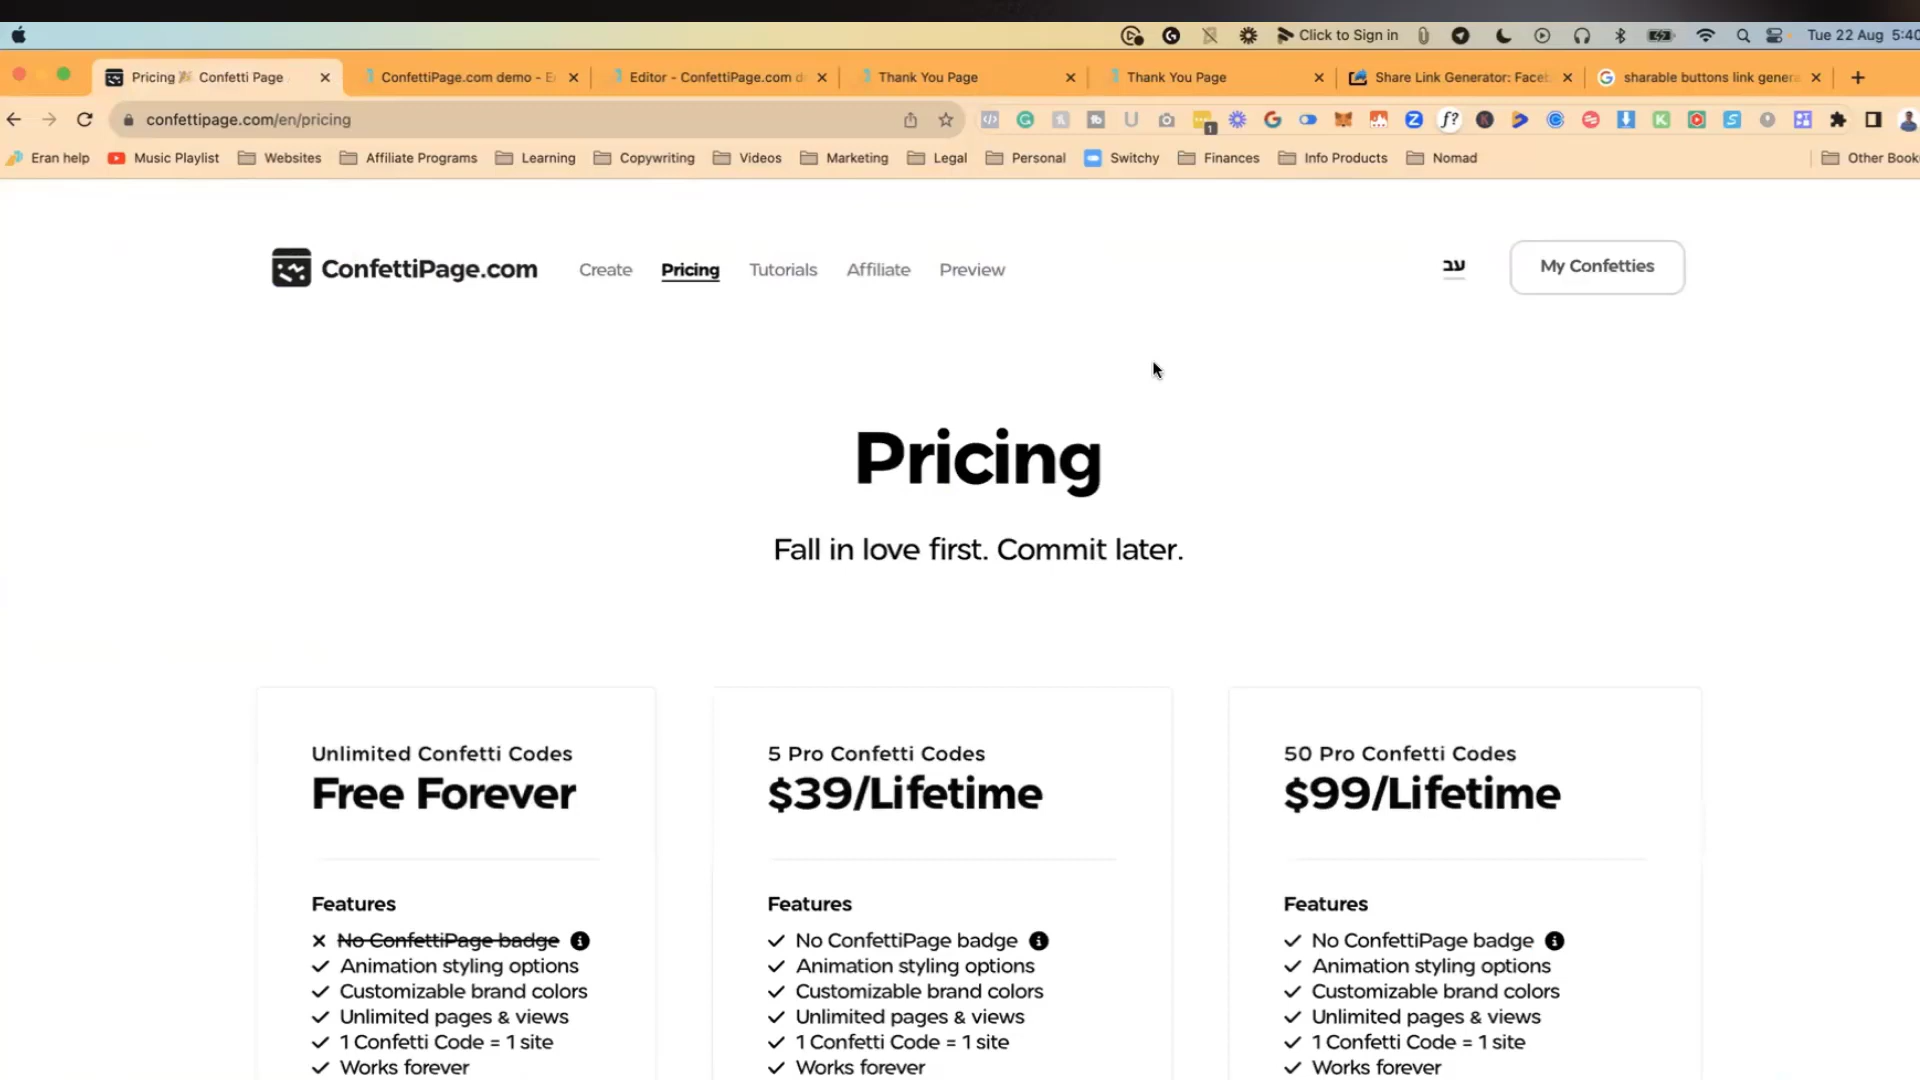 Click to Sign in
Tue 22 Aug 5:40
Pricing 🎉 Confetti Page
ConfettiPage.com demo - E
Editor - ConfettiPage.com d
Thank You Page
Thank You Page
Share Link Generator: Faceb
sharable buttons link genera
confettipage.com/en/pricing
Eran help
Music Playlist
Websites
Affiliate Programs
Learning
Copywriting
Videos
Marketing
Legal
Personal
Switchy
Finances
Info Products
Nomad
Other Book
ConfettiPage.com
Create
Pricing
Tutorials
Affiliate
Preview
עב
My Confetties
Pricing
Fall in love first. Commit later.
Unlimited Confetti Codes
Free Forever
Features
No ConfettiPage badge
Animation styling options
Customizable brand colors
Unlimited pages & views
1 Confetti Code = 1 site
Works forever
5 Pro Confetti Codes
$39/Lifetime
Features
No ConfettiPage badge
Animation styling options
Customizable brand colors
Unlimited pages & views
1 Confetti Code = 1 site
Works forever
50 Pro Confetti Codes
$99/Lifetime
Features
No ConfettiPage badge
Animation styling options
Customizable brand colors
Unlimited pages & views
1 Confetti Code = 1 site
Works forever